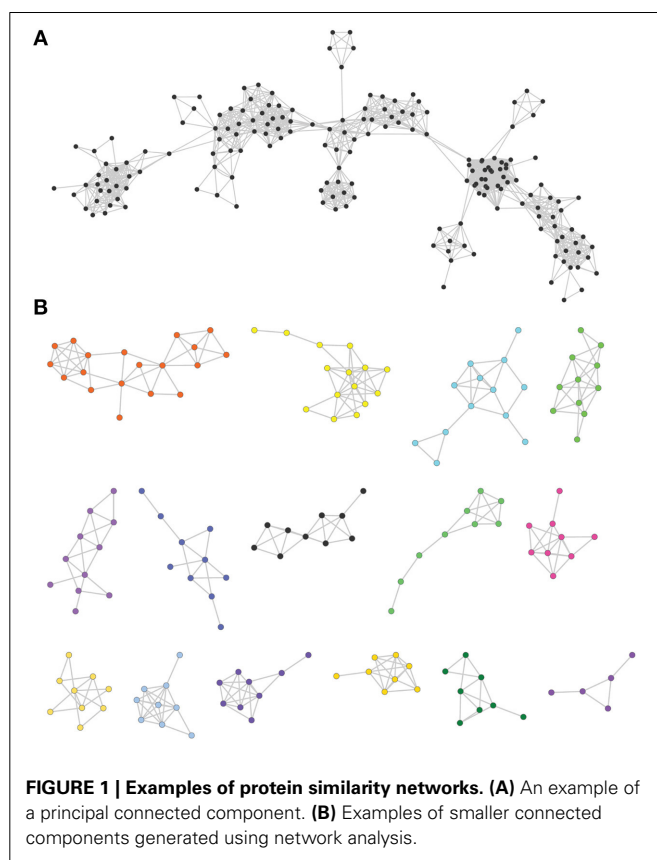 A
B
FIGURE 1 | Examples of protein similarity networks. (A) An example of
a principal connected component. (B) Examples of smaller connected
components generated using network analysis.